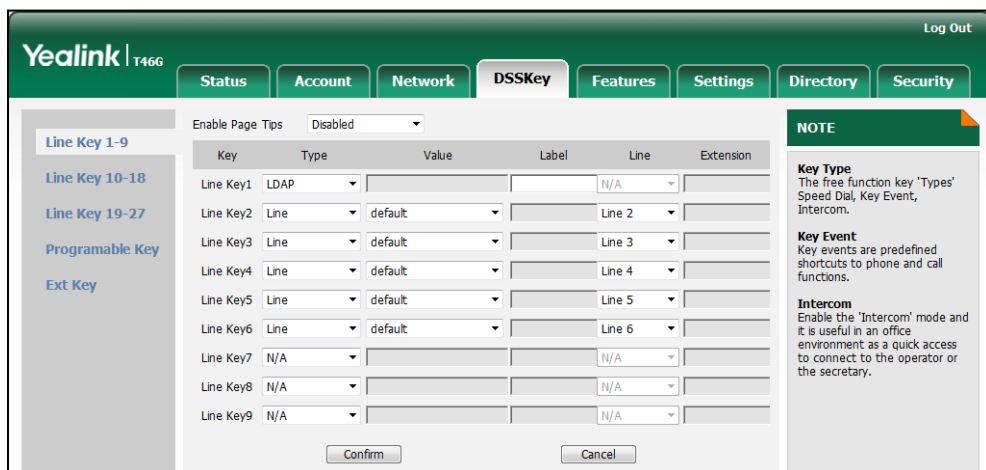 Log Out
Yealink T46G
Status Account Network DSSKey Features Settings Directory Security
Line Key 1-9
Line Key 10-18
Line Key 19-27
Programable Key
Ext Key
Enable Page Tips Disabled
Key Type Value Label Line Extension
Line Key1 LDAP N/A
Line Key2 Line default Line 2
Line Key3 Line default Line 3
Line Key4 Line default Line 4
Line Key5 Line default Line 5
Line Key6 Line default Line 6
Line Key7 N/A N/A
Line Key8 N/A N/A
Line Key9 N/A N/A
Confirm Cancel
NOTE
Key Type
The free function key 'Types'
Speed Dial, Key Event,
Intercom.
Key Event
Key events are predefined
shortcuts to phone and call
functions.
Intercom
Enable the 'Intercom' mode and
it is useful in an office
environment as a quick access
to connect to the operator or
the secretary.